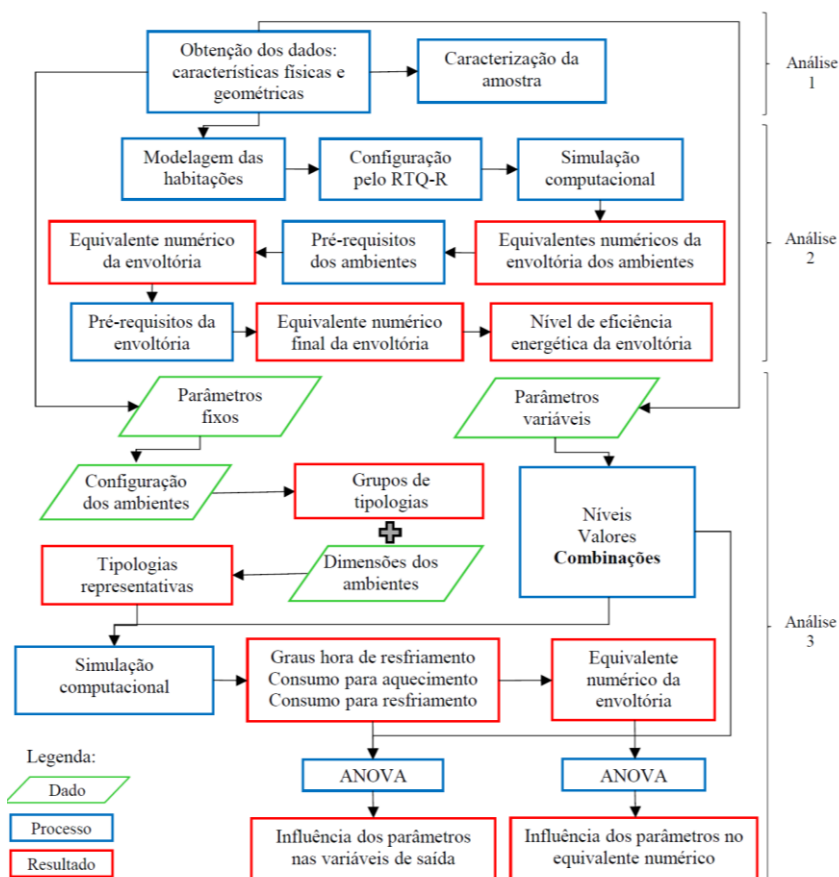 Obtenção dos dados:
características físicas e
geométricas
Caracterização da
amostra
Análise
1
Modelagem das
habitações
Configuração
pelo RTQ-R
Simulação
computacional
Equivalente numérico
da envoltória
Pré-requisitos
dos ambientes
Equivalentes numéricos da
envoltória dos ambientes
Análise
2
Pré-requisitos da
envoltória
Equivalente numérico
final da envoltória
Nível de eficiência
energética da envoltória
Parâmetros
fixos
Parâmetros
variáveis
Configuração
dos ambientes
Grupos de
tipologias
Níveis
Valores
Combinações
Tipologias
representativas
Dimensões dos
ambientes
Análise
3
Simulação
computacional
Graus hora de resfriamento
Consumo para aquecimento
Consumo para resfriamento
Equivalente
numérico da
envoltória
Legenda:
Dado
Processo
Resultado
ANOVA
ANOVA
Influência dos parâmetros
nas variáveis de saída
Influência dos parâmetros no
equivalente numérico